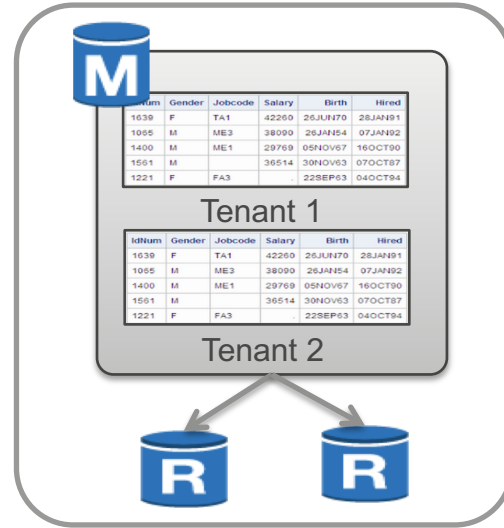 M
IdNum Gender Jobcode Salary Birth Hired
1639 F TA1 42260 26JUN70 28JAN91
1065 M ME3 38090 26JAN54 07JAN92
1400 M ME1 29769 05NOV67 16OCT90
1561 M 36514 30NOV63 07OCT87
1221 F FA3 . 22SEP63 04OCT94
Tenant 1
IdNum Gender Jobcode Salary Birth Hired
1639 F TA1 42260 26JUN70 28JAN91
1065 M ME3 38090 26JAN54 07JAN92
1400 M ME1 29769 05NOV67 16OCT90
1561 M 36514 30NOV63 07OCT87
1221 F FA3 . 22SEP63 04OCT94
Tenant 2
R R